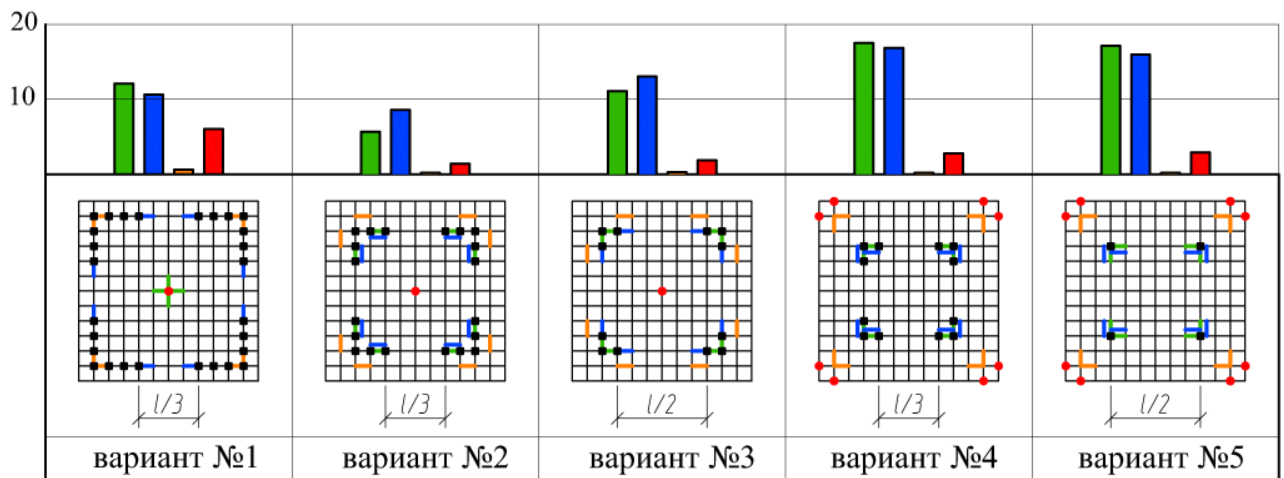 20
10
l/3
l/3
l/2
l/3
l/2
вариант №1
вариант №2
вариант №3
вариант №4
вариант №5